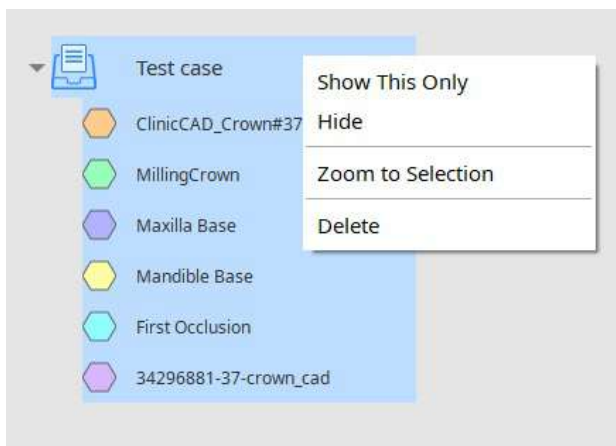 Test case
Show This Only
Hide
Zoom to Selection
Delete
ClinicCAD_Crown#37
MillingCrown
Maxilla Base
Mandible Base
First Occlusion
34296881-37-crown_cad